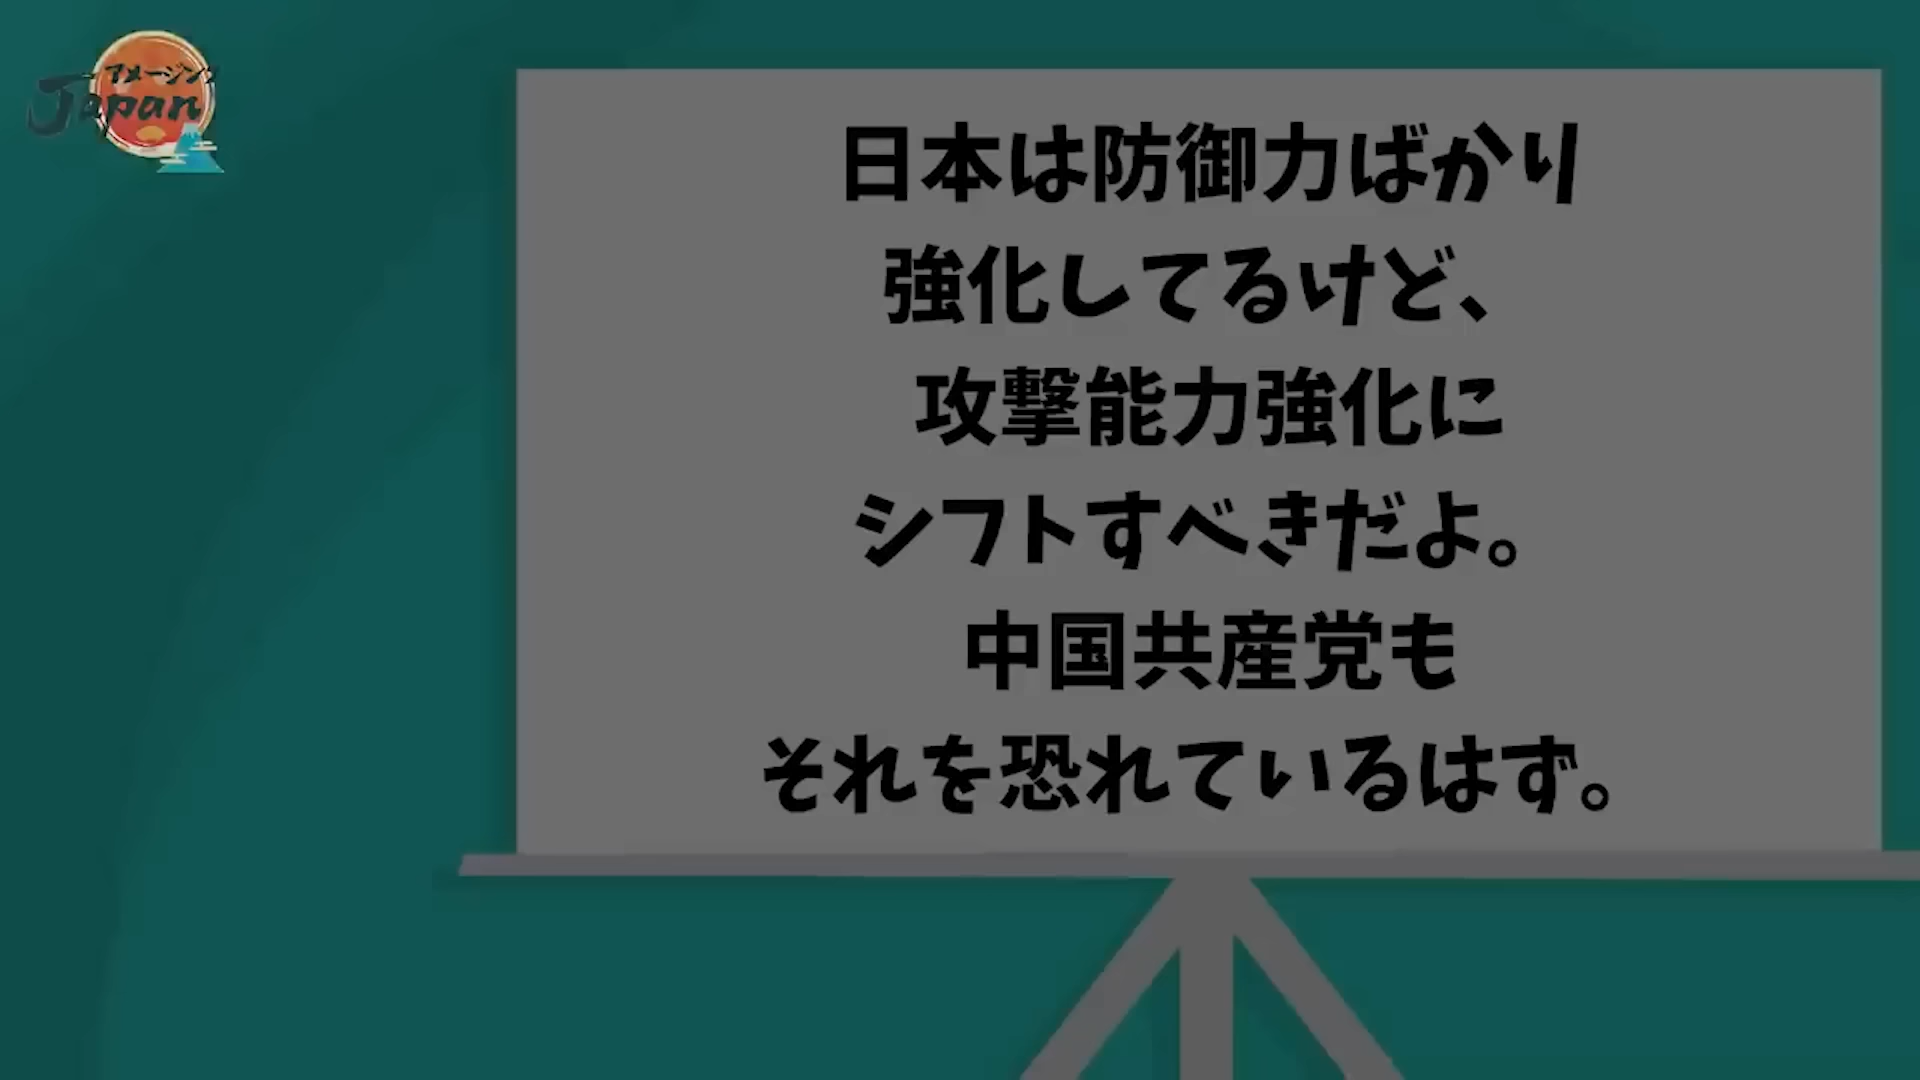 アメージング
Japan
日本は防御力ばかり
強化してるけど、
攻撃能力強化に
シフトすべきだよ。
中国共産党も
それを恐れているはず。